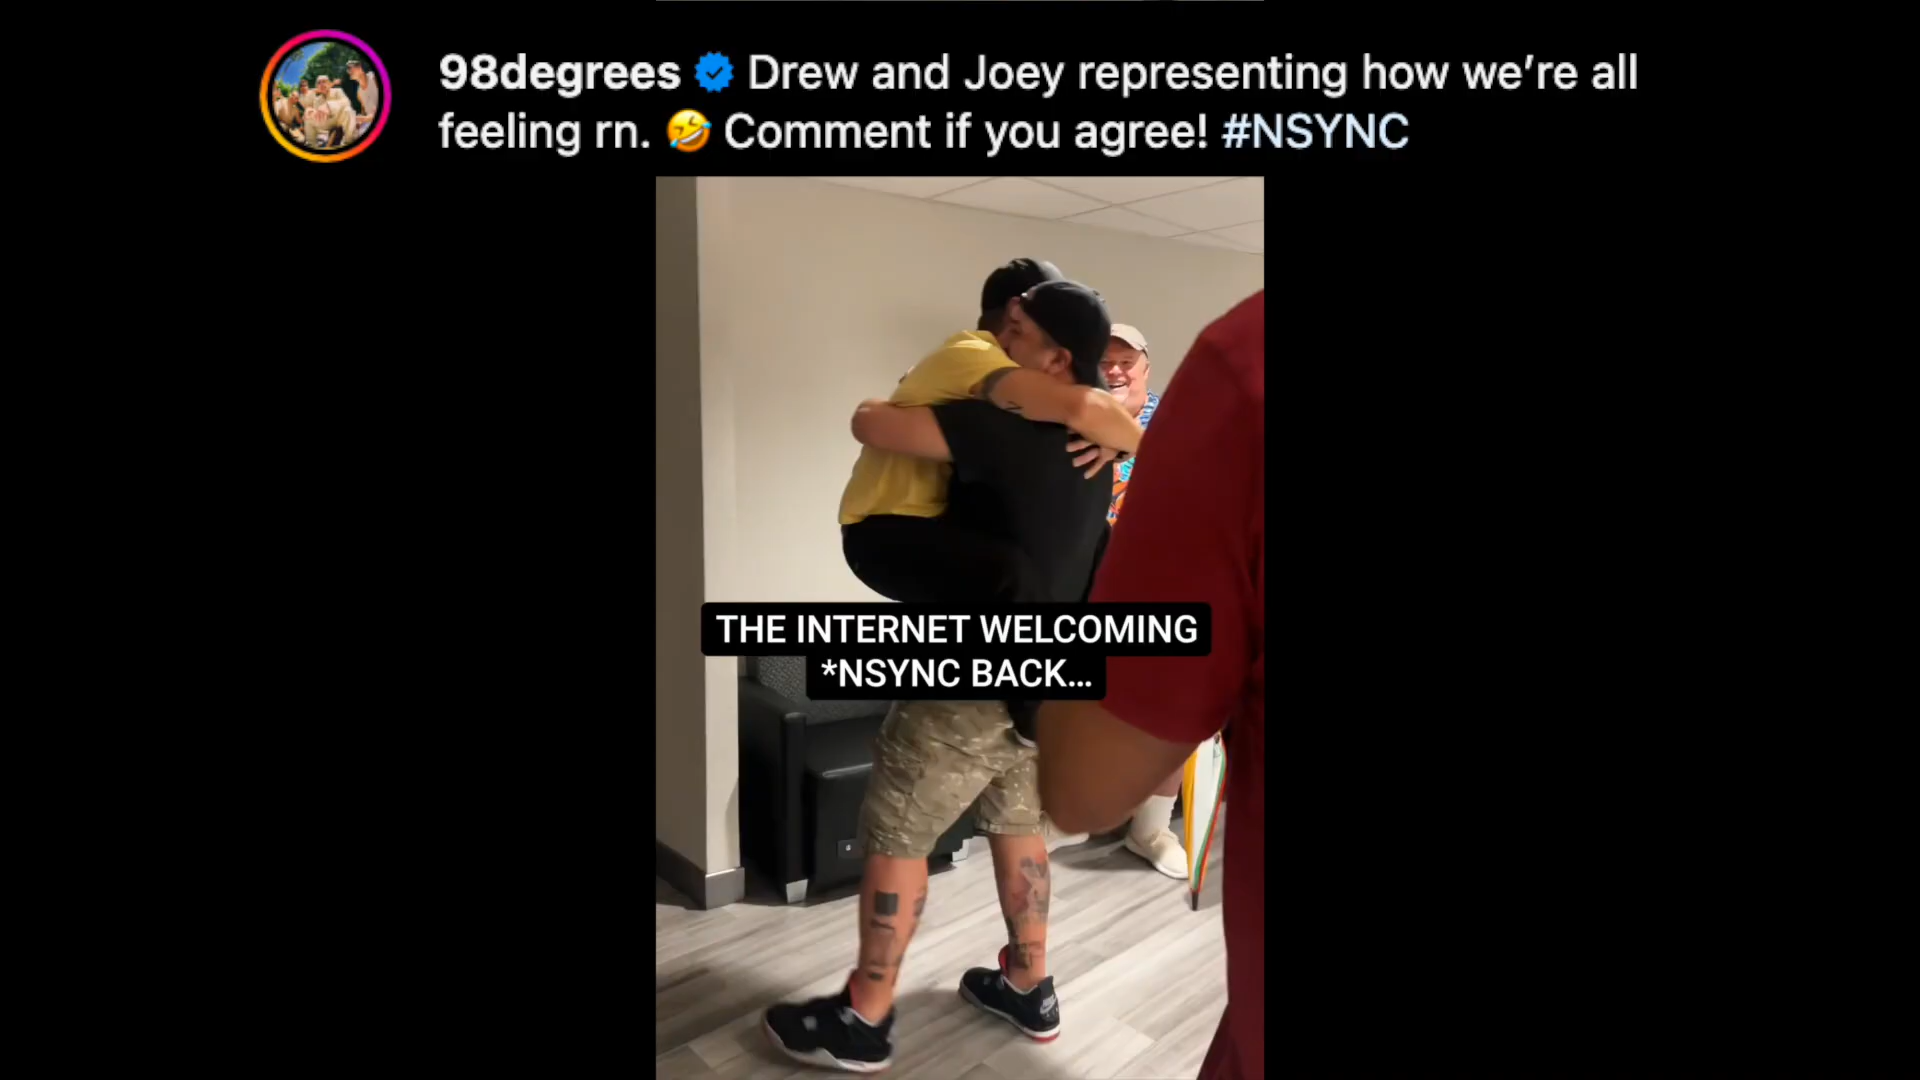 98degrees Drew and Joey representing how we’re all
feeling rn. 🤣 Comment if you agree! #NSYNC
THE INTERNET WELCOMING
*NSYNC BACK...